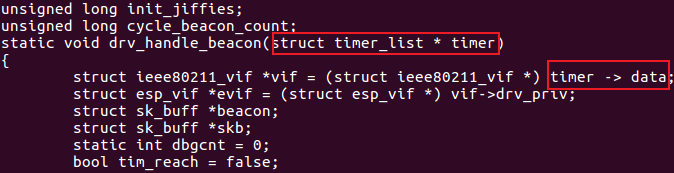 unsigned long init_jiffies;
unsigned long cycle_beacon_count;
static void drv_handle_beacon(struct timer_list * timer)
{
        struct ieee80211_vif *vif = (struct ieee80211_vif *) timer -> data;
        struct esp_vif *evif = (struct esp_vif *) vif->drv_priv;
        struct sk_buff *beacon;
        struct sk_buff *skb;
        static int dbgcnt = 0;
        bool tim_reach = false;